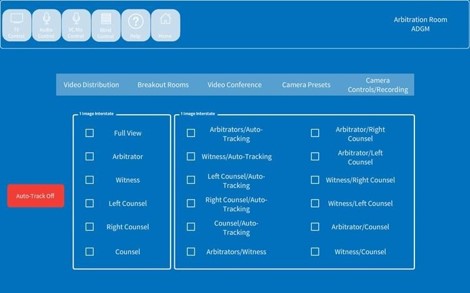 TV
Control
Audio
Control
PC Mic
Control
Blind
Control
Help
Home
Arbitration Room
ADGM
Video Distribution
Breakout Rooms
Video Conference
Camera Presets
Camera
Controls/Recording
1 Image Interstate
Full View
Arbitrator
Witness
Left Counsel
Right Counsel
Counsel
1 Image Interstate
Arbitrators/Auto-
Tracking
Witness/Auto-Tracking
Left Counsel/Auto-
Tracking
Right Counsel/Auto-
Tracking
Counsel/Auto-
Tracking
Arbitrators/Witness
Arbitrator/Right
Counsel
Arbitrator/Left
Counsel
Witness/Right Counsel
Witness/Left Counsel
Arbitrator/Counsel
Witness/Counsel
Auto-Track Off